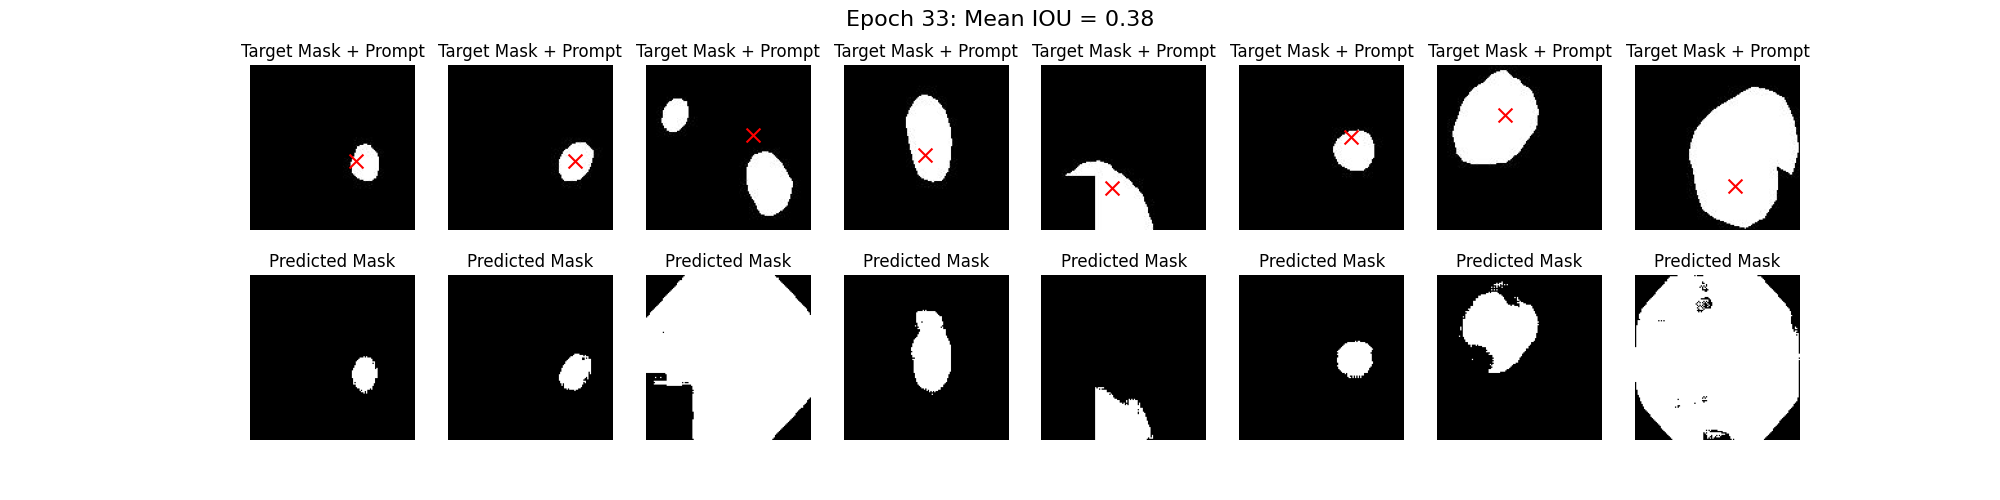 Epoch 33: Mean IOU = 0.38
Target Mask + Prompt Target Mask + Prompt Target Mask + Prompt Target Mask + Prompt Target Mask + Prompt Target Mask + Prompt Target Mask + Prompt Target Mask + Prompt
Predicted Mask Predicted Mask Predicted Mask Predicted Mask Predicted Mask Predicted Mask Predicted Mask Predicted Mask